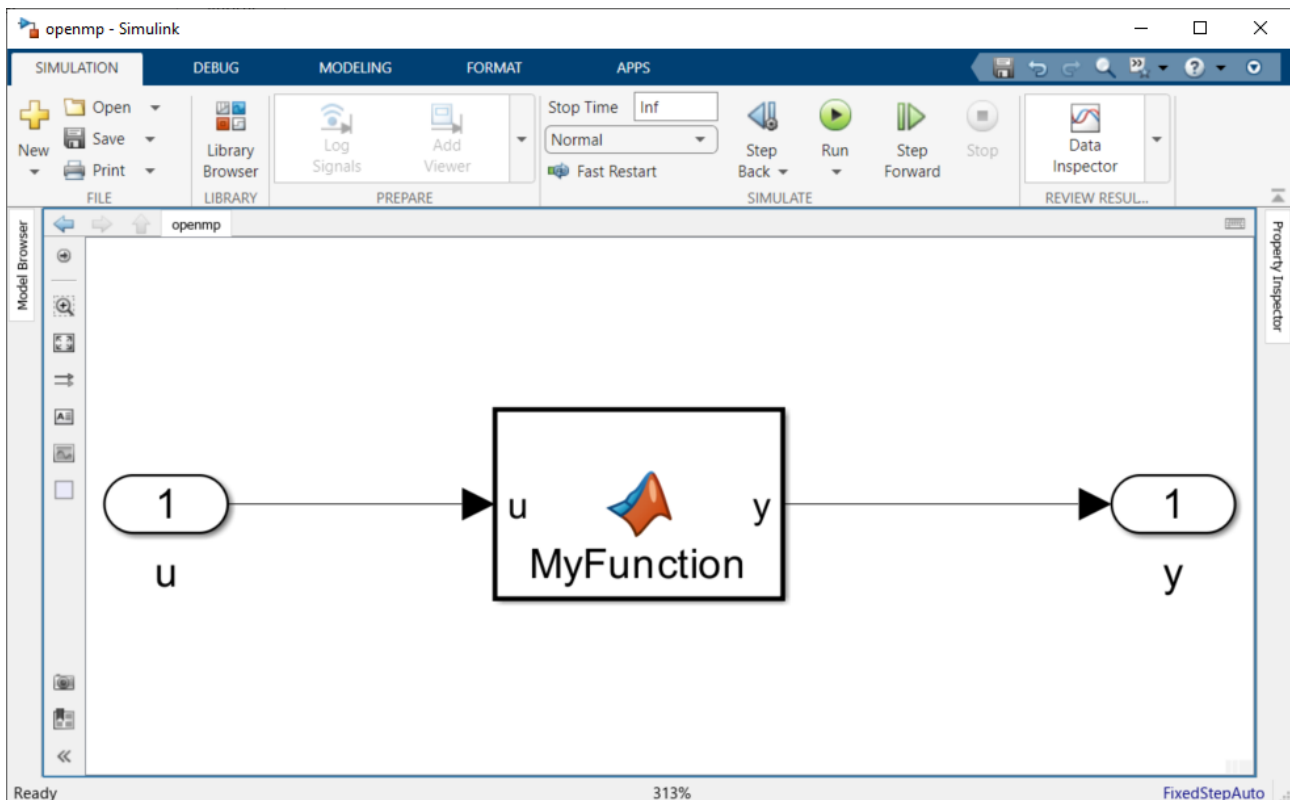 openmp - Simulink
SIMULATION DEBUG MODELING FORMAT APPS
New
Open
Save
Print
FILE
Library
Browser
LIBRARY
Log
Signals
Add
Viewer
PREPARE
Stop Time Inf
Normal
Fast Restart
Step
Back
Run
Step
Forward
Stop
SIMULATE
Data
Inspector
REVIEW RESUL...
Model Browser
openmp
Property Inspector
1
u
u
y
MyFunction
1
y
Ready 313% FixedStepAuto